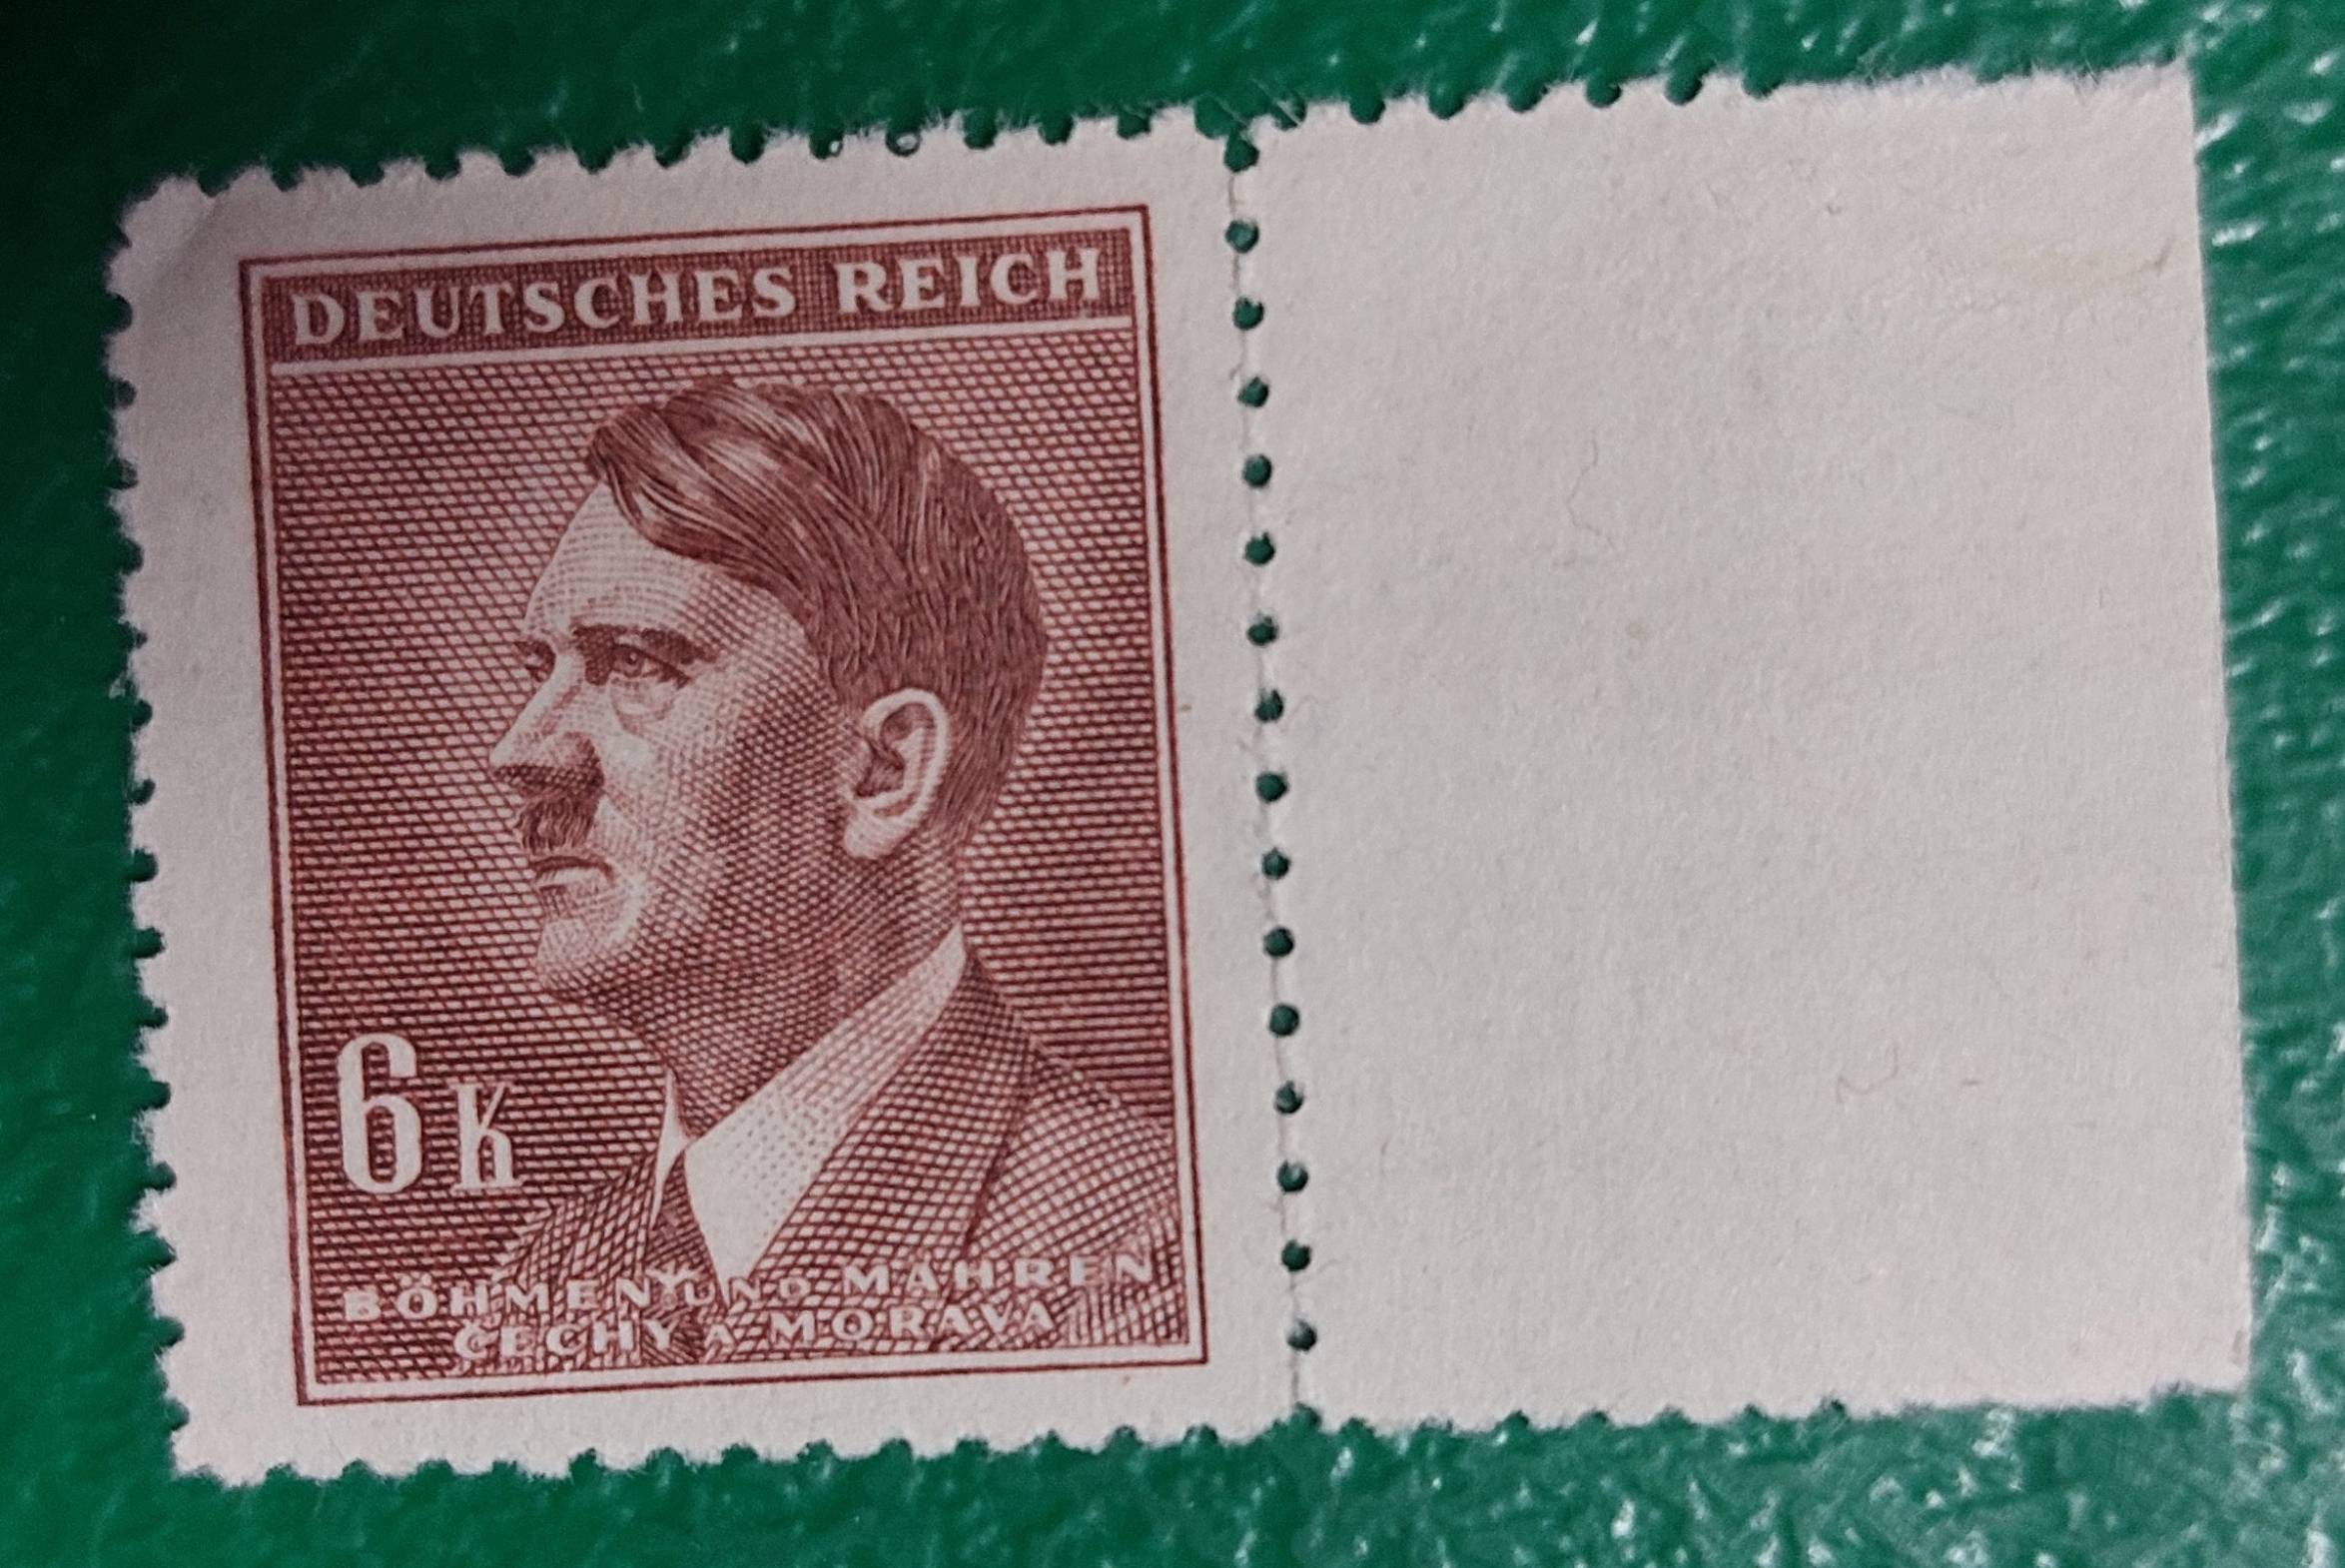 DEUTSCHES REICH
6 K
BÖHMEN UND MÄHREN
ČECHY A MORAVA